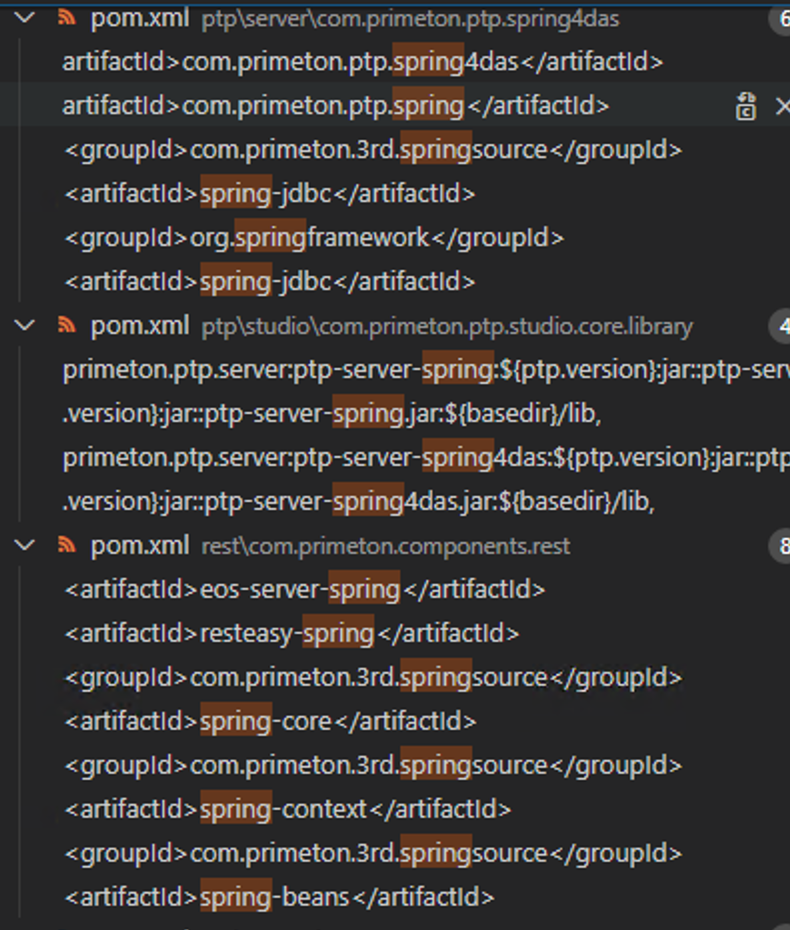 pom.xml ptp\server\com.primeton.ptp.spring4das 6
artifactId>com.primeton.ptp.spring4das</artifactId>
artifactId>com.primeton.ptp.spring</artifactId>
<groupId>com.primeton.3rd.springsource</groupId>
<artifactId>spring-jdbc</artifactId>
<groupId>org.springframework</groupId>
<artifactId>spring-jdbc</artifactId>
pom.xml ptp\studio\com.primeton.ptp.studio.core.library 4
primeton.ptp.server:ptp-server-spring:${ptp.version}:jar::ptp-serv
.version}:jar::ptp-server-spring.jar:${basedir}/lib,
primeton.ptp.server:ptp-server-spring4das:${ptp.version}:jar::ptp
.version}:jar::ptp-server-spring4das.jar:${basedir}/lib,
pom.xml rest\com.primeton.components.rest 8
<artifactId>eos-server-spring</artifactId>
<artifactId>resteasy-spring</artifactId>
<groupId>com.primeton.3rd.springsource</groupId>
<artifactId>spring-core</artifactId>
<groupId>com.primeton.3rd.springsource</groupId>
<artifactId>spring-context</artifactId>
<groupId>com.primeton.3rd.springsource</groupId>
<artifactId>spring-beans</artifactId>